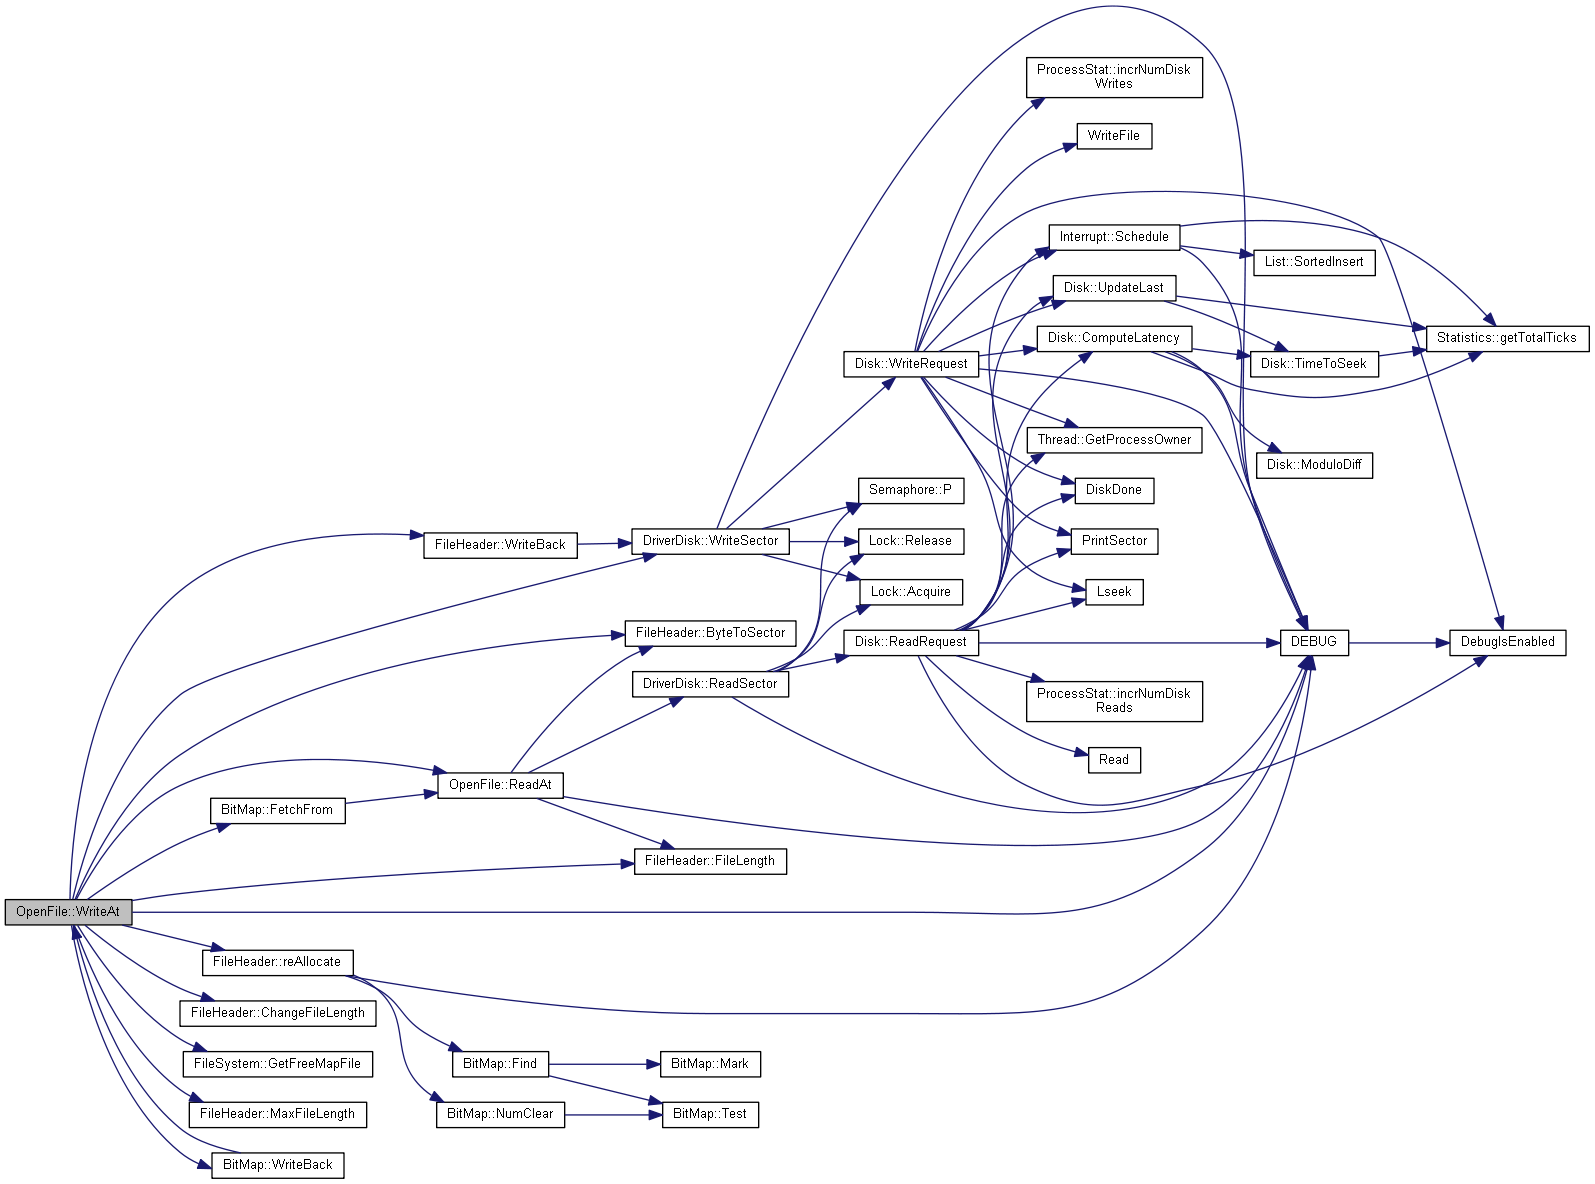 ProcessStat::incrNumDisk
Writes
WriteFile
Interrupt::Schedule
List::SortedInsert
Disk::UpdateLast
Disk::ComputeLatency
Statistics::getTotalTicks
Disk::WriteRequest
Disk::TimeToSeek
Thread::GetProcessOwner
Disk::ModuloDiff
Semaphore::P
DiskDone
FileHeader::WriteBack
DriverDisk::WriteSector
Lock::Release
PrintSector
Lock::Acquire
Lseek
FileHeader::ByteToSector
Disk::ReadRequest
DEBUG
DebugIsEnabled
DriverDisk::ReadSector
ProcessStat::incrNumDisk
Reads
Read
OpenFile::ReadAt
BitMap::FetchFrom
FileHeader::FileLength
OpenFile::WriteAt
FileHeader::reAllocate
FileHeader::ChangeFileLength
FileSystem::GetFreeMapFile
BitMap::Find
BitMap::Mark
FileHeader::MaxFileLength
BitMap::NumClear
BitMap::Test
BitMap::WriteBack